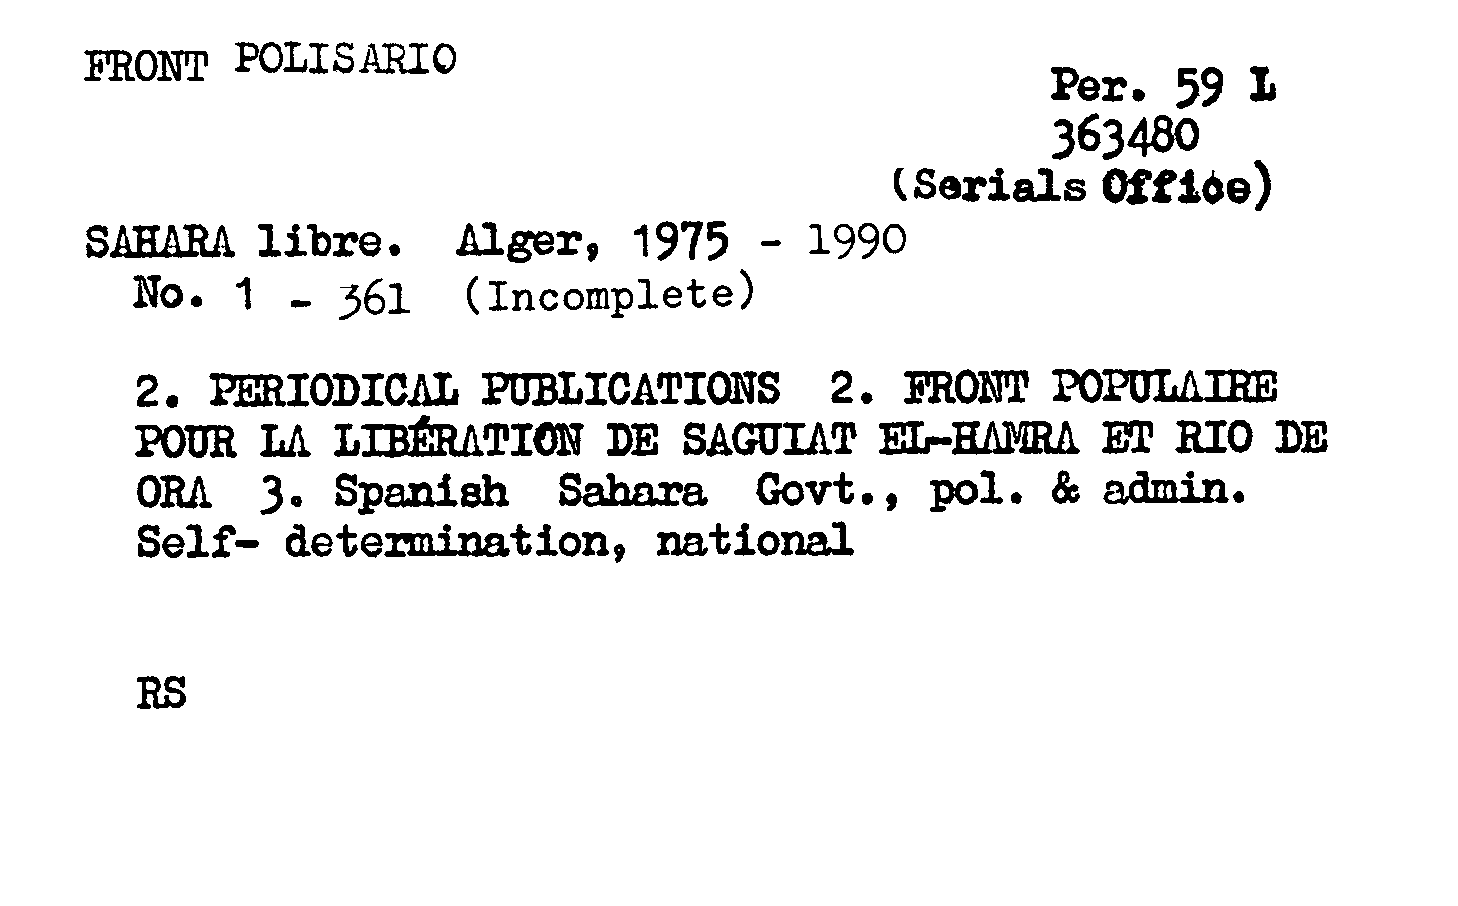 FRONT POLISARIO
Per. 59 L
363480
(Serials Office)
SAHARA libre. Alger, 1975 - 1990
No. 1 - 361 (Incomplete)
2. PERIODICAL PUBLICATIONS 2. FRONT POPULAIRE
POUR LA LIBÉRATION DE SAGUIAT EL-HAMRA ET RIO DE
ORA 3. Spanish Sahara Govt., pol. & admin.
Self- determination, national
RS